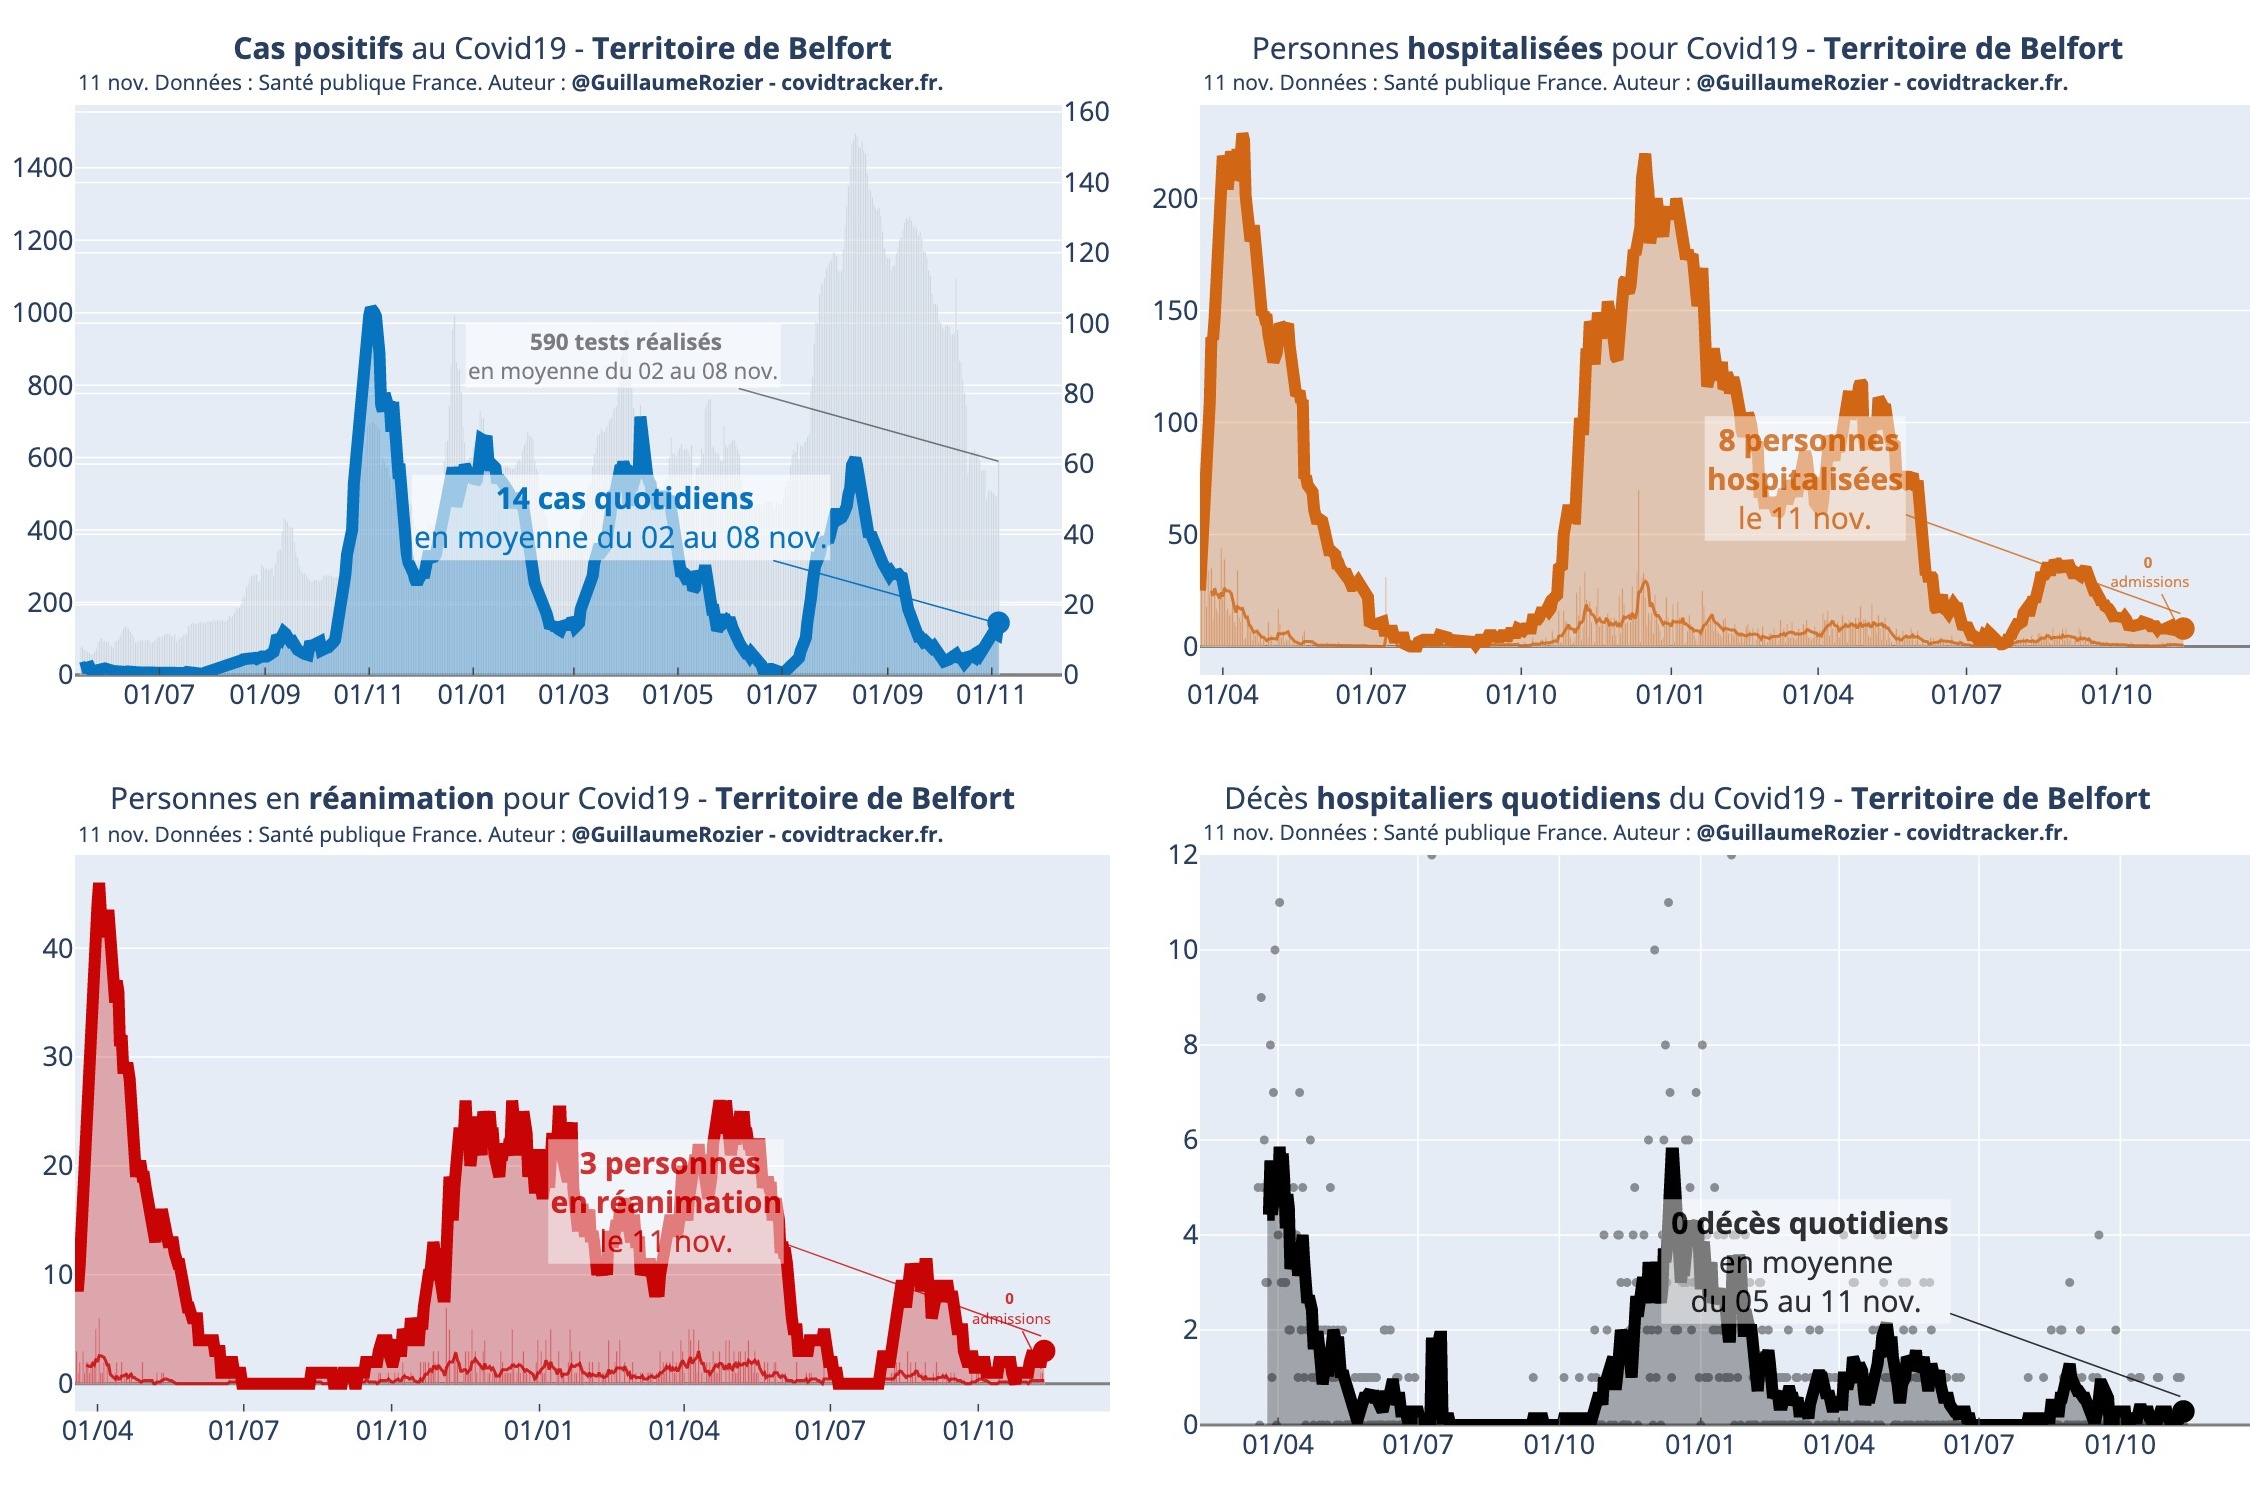 Cas positifs au Covid19 - Territoire de Belfort
11 nov. Données : Santé publique France. Auteur : @GuillaumeRozier - covidtracker.fr.
160
1400
140
1200
120
1000
100
800
80
600
60
400
40
200
20
0
0
590 tests réalisés
en moyenne du 02 au 08 nov.
14 cas quotidiens
en moyenne du 02 au 08 nov.
01/07 01/09 01/11 01/01 01/03 01/05 01/07 01/09 01/11
Personnes hospitalisées pour Covid19 - Territoire de Belfort
11 nov. Données : Santé publique France. Auteur : @GuillaumeRozier - covidtracker.fr.
200
150
100
50
0
8 personnes
hospitalisées
le 11 nov.
0
admissions
01/04 01/07 01/10 01/01 01/04 01/07 01/10
Personnes en réanimation pour Covid19 - Territoire de Belfort
11 nov. Données : Santé publique France. Auteur : @GuillaumeRozier - covidtracker.fr.
40
30
20
10
0
3 personnes
en réanimation
le 11 nov.
0
admissions
01/04 01/07 01/10 01/01 01/04 01/07 01/10
Décès hospitaliers quotidiens du Covid19 - Territoire de Belfort
11 nov. Données : Santé publique France. Auteur : @GuillaumeRozier - covidtracker.fr.
12
10
8
6
4
2
0
0 décès quotidiens
en moyenne
du 05 au 11 nov.
01/04 01/07 01/10 01/01 01/04 01/07 01/10